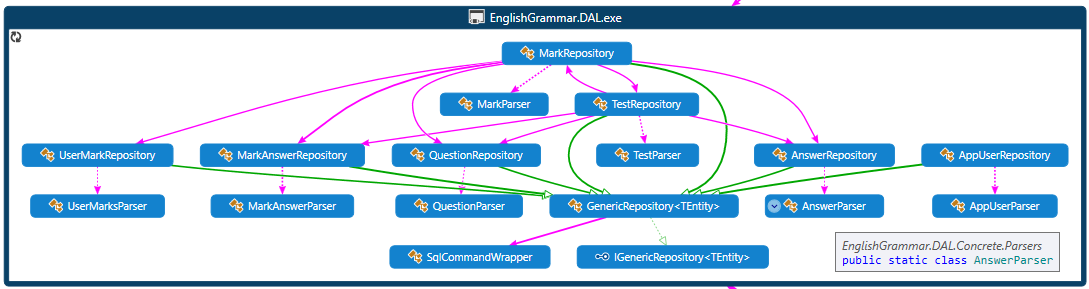 EnglishGrammar.DAL.exe
MarkRepository
MarkParser
TestRepository
UserMarkRepository
MarkAnswerRepository
QuestionRepository
TestParser
AnswerRepository
AppUserRepository
UserMarksParser
MarkAnswerParser
QuestionParser
GenericRepository<TEntity>
AnswerParser
AppUserParser
SqlCommandWrapper
IGenericRepository<TEntity>
EnglishGrammar.DAL.Concrete.Parsers
public static class AnswerParser